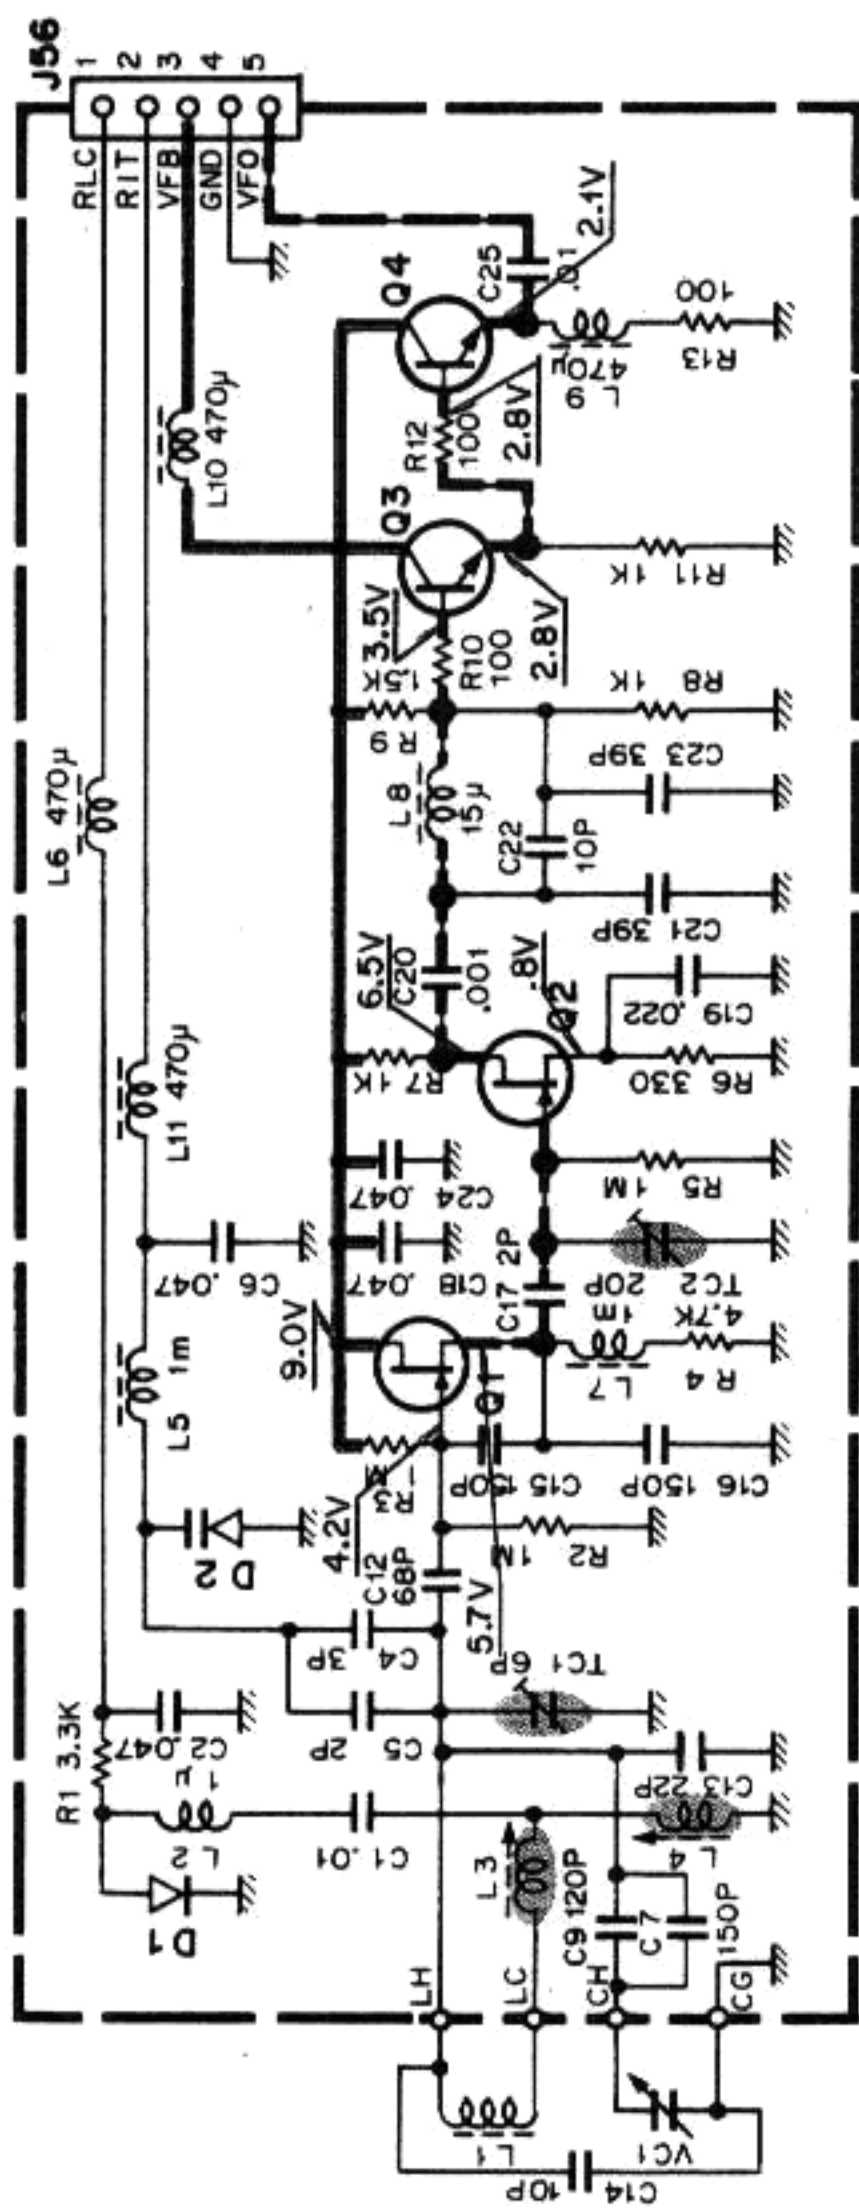 J56
1
2
3
4
5
RLC
RIT
VFB
GND
VFO
L6 470μ
L10 470μ
L11 470μ
L5 1m
R1 3.3K
1μ
L2
C2 .047
C1 .01
D1
D2
C6 .047
2P
C5
3P
C4
C12
68P
4.2V
9.0V
5.7V
R3
1M
Q1
150P
C15
C16 150P
R2 1M
TC1 6P
C13 22P
L3
L4
C9 120P
C7
150P
LH
LC
CH
CG
L1
VC1
10P
C14
C18
.047
C24
.047
C17 2P
1m
L7
R4
4.7K
20P
TC2
R5
1M
R7 1K
6.5V
C20
.001
.8V
Q2
R6 330
C19 .022
C21 39P
C22
10P
C23 39P
L8
15μ
R9
1.5K
R8
1K
3.5V
R10
100
Q3
2.8V
R11 1K
R12
100
2.8V
Q4
C25
.01
2.1V
470μ
L9
R13
100